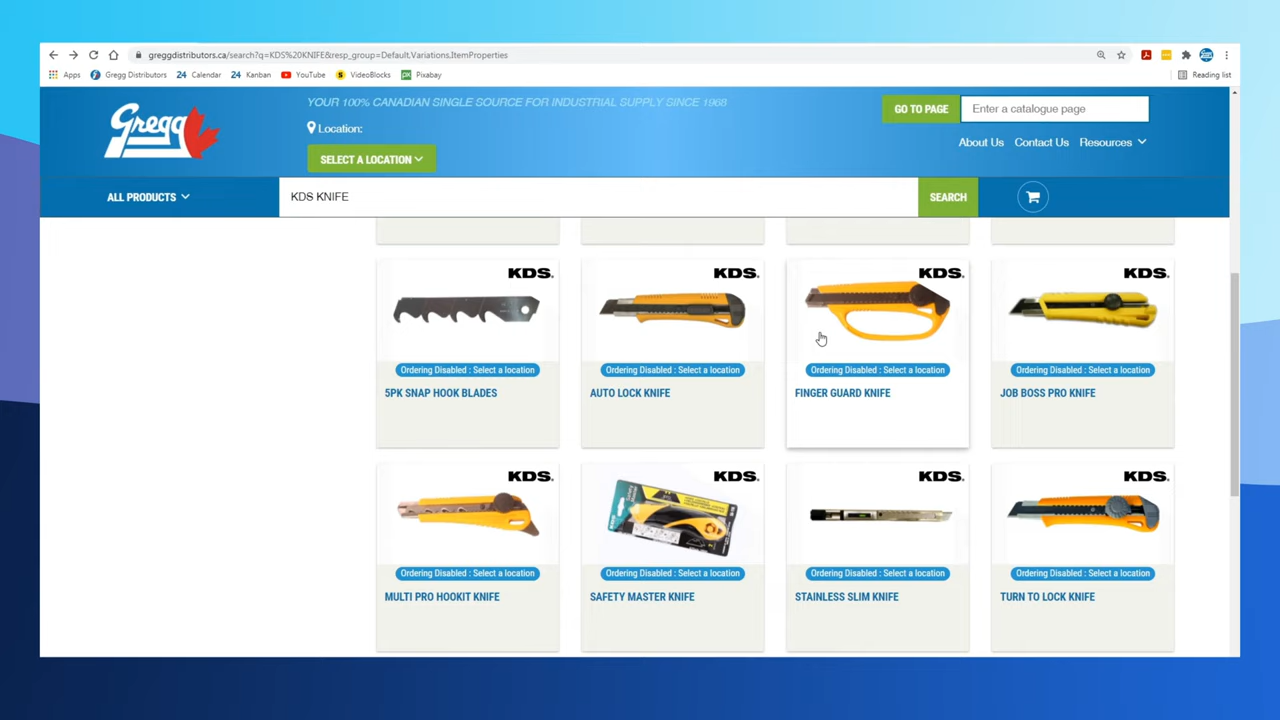 greggdistributors.ca/search?q=KDS%20KNIFE&resp_group=Default.Variations.ItemProperties
Apps Gregg Distributors 24 Calendar 24 Kanban YouTube VideoBlocks Pixabay Reading list
Gregg
YOUR 100% CANADIAN SINGLE SOURCE FOR INDUSTRIAL SUPPLY SINCE 1968
GO TO PAGE Enter a catalogue page
Location:
About Us Contact Us Resources
SELECT A LOCATION
ALL PRODUCTS KDS KNIFE SEARCH
KDS. KDS. KDS. KDS.
Ordering Disabled : Select a location Ordering Disabled : Select a location Ordering Disabled : Select a location Ordering Disabled : Select a location
5PK SNAP HOOK BLADES AUTO LOCK KNIFE FINGER GUARD KNIFE JOB BOSS PRO KNIFE
KDS. KDS. KDS. KDS.
Ordering Disabled : Select a location Ordering Disabled : Select a location Ordering Disabled : Select a location Ordering Disabled : Select a location
MULTI PRO HOOKIT KNIFE SAFETY MASTER KNIFE STAINLESS SLIM KNIFE TURN TO LOCK KNIFE